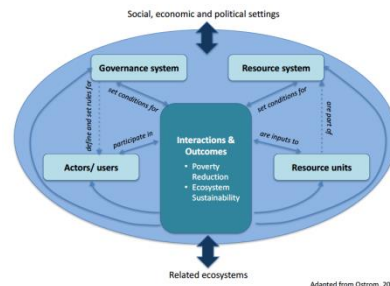 Social, economic and political settings
Governance system
Resource system
set conditions for
set conditions for
define and set rules for
are part of
participate in
Interactions &
Outcomes
• Poverty
Reduction
• Ecosystem
Sustainability
are inputs to
Actors/ users
Resource units
Related ecosystems
Adapted from Ostrom,